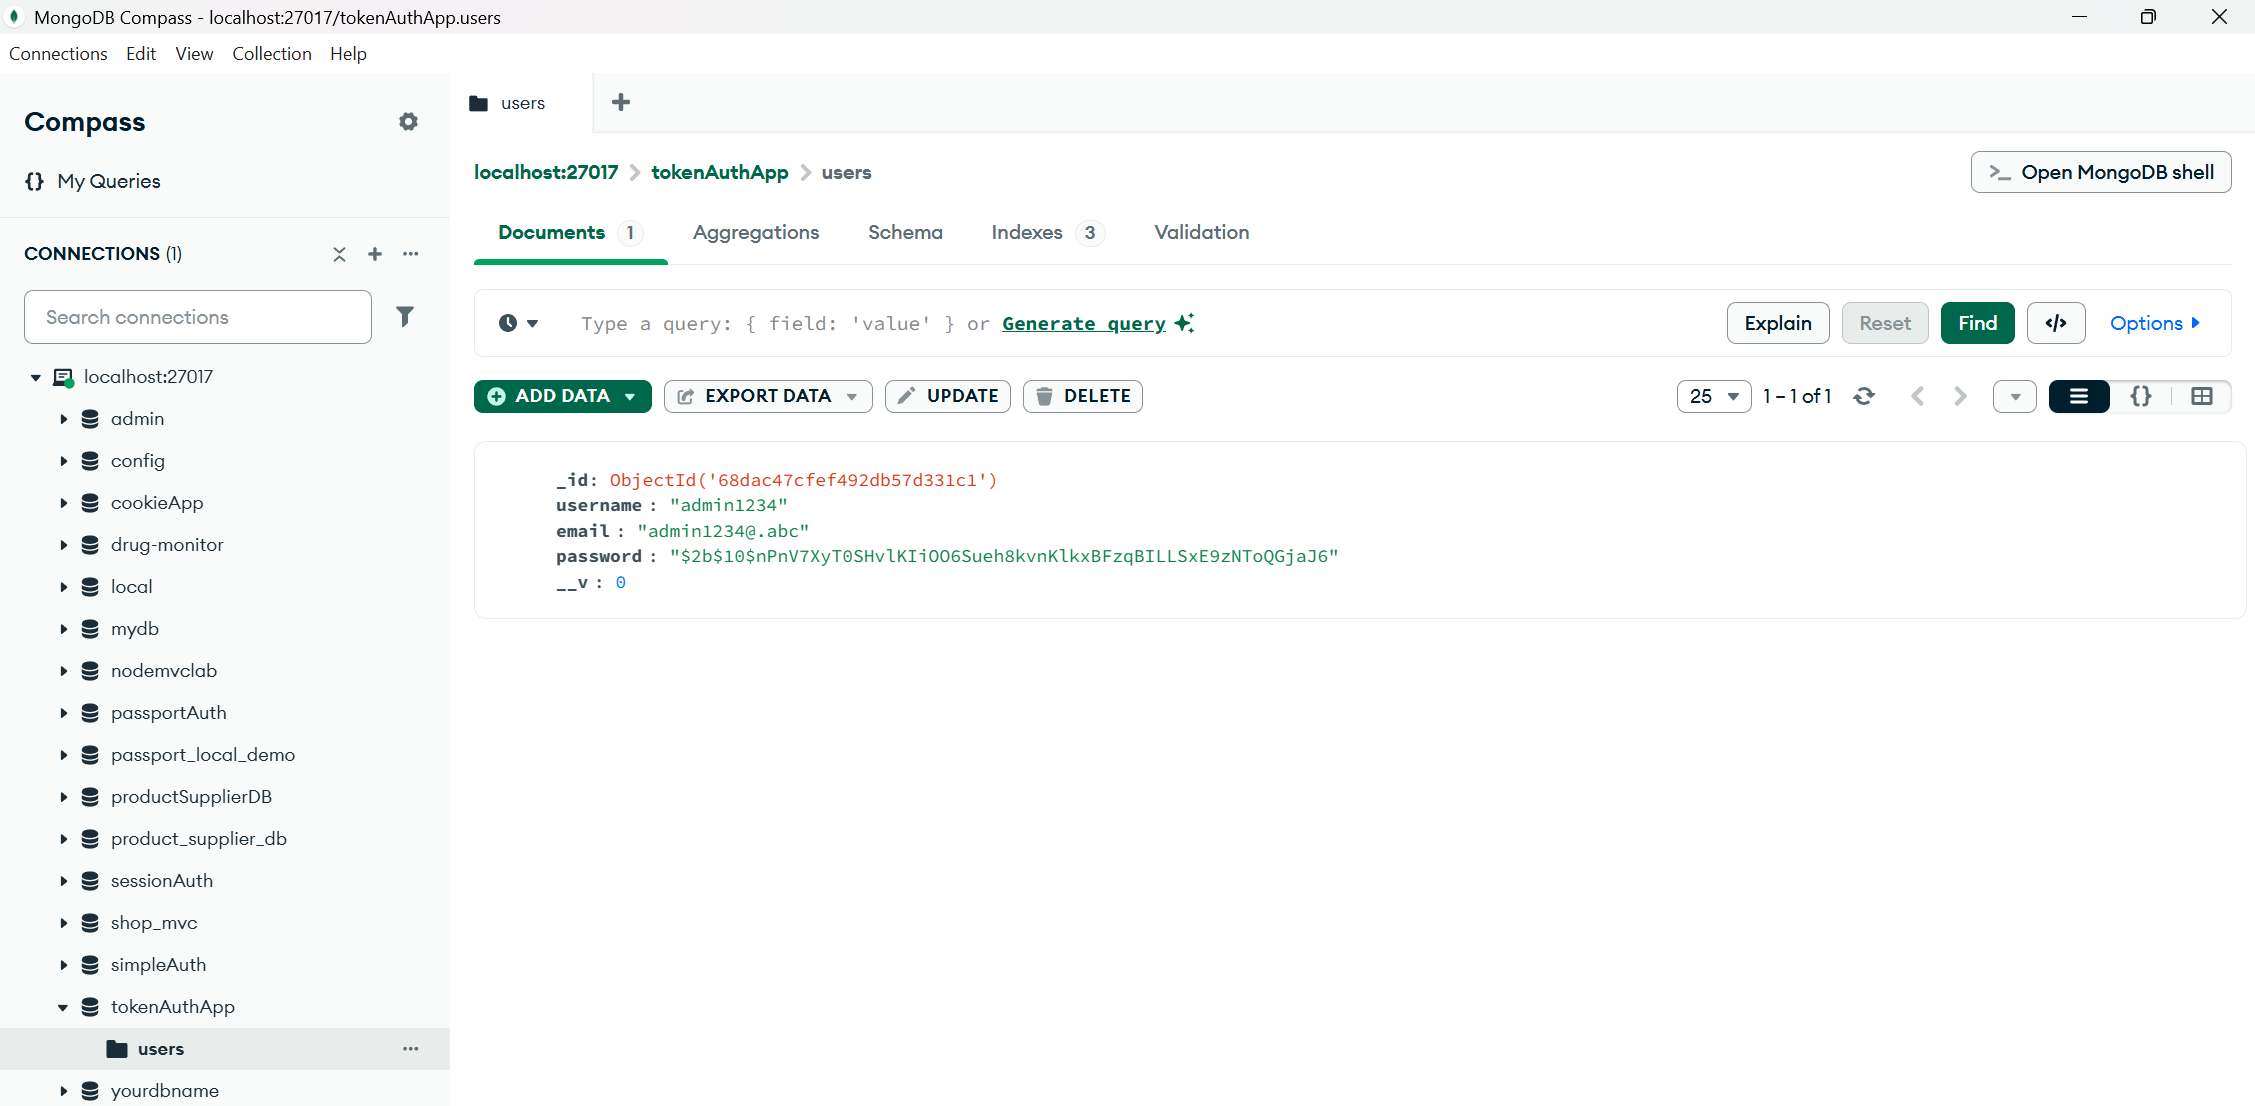 MongoDB Compass - localhost:27017/tokenAuthApp.users
Connections Edit View Collection Help
Compass
{} My Queries
CONNECTIONS (1)
Search connections
localhost:27017
admin
config
cookieApp
drug-monitor
local
mydb
nodemvclab
passportAuth
passport_local_demo
productSupplierDB
product_supplier_db
sessionAuth
shop_mvc
simpleAuth
tokenAuthApp
users
yourdbname
users
localhost:27017 > tokenAuthApp > users
>_ Open MongoDB shell
Documents 1 Aggregations Schema Indexes 3 Validation
Type a query: { field: 'value' } or Generate query
Explain Reset Find </> Options
ADD DATA EXPORT DATA UPDATE DELETE
25 1 – 1 of 1 {}
_id: ObjectId('68dac47cfef492db57d331c1')
username : "admin1234"
email : "admin1234@.abc"
password : "$2b$10$nPnV7XyT0SHvlKIiOO6Sueh8kvnKlkxBFzqBILLSxE9zNToQGjaJ6"
__v : 0